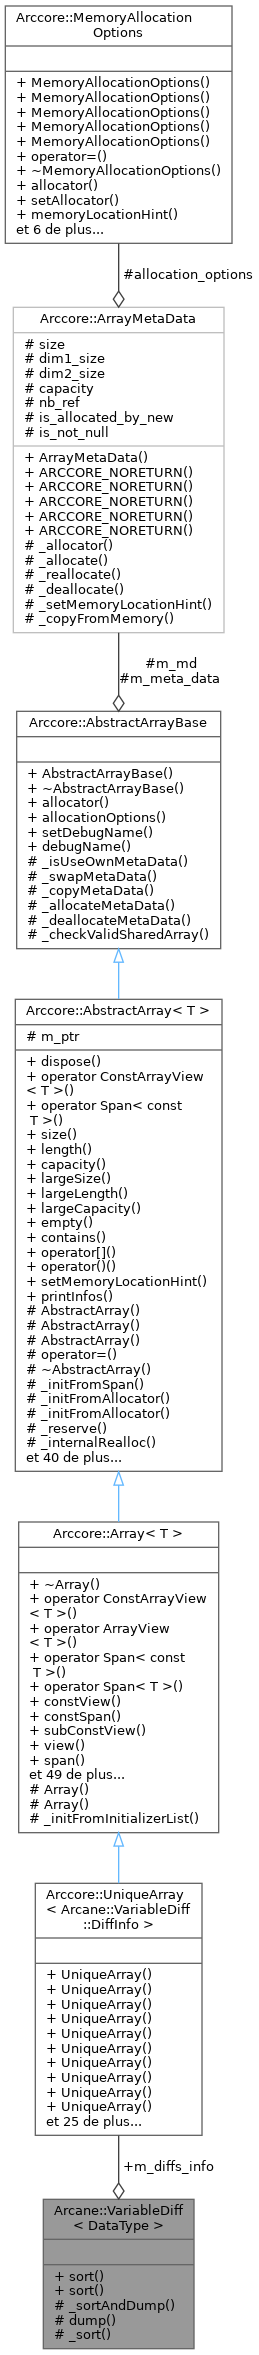 Arccore::MemoryAllocation
Options
+ MemoryAllocationOptions()
+ MemoryAllocationOptions()
+ MemoryAllocationOptions()
+ MemoryAllocationOptions()
+ MemoryAllocationOptions()
+ operator=()
+ ~MemoryAllocationOptions()
+ allocator()
+ setAllocator()
+ memoryLocationHint()
et 6 de plus...
#allocation_options
Arccore::ArrayMetaData
# size
# dim1_size
# dim2_size
# capacity
# nb_ref
# is_allocated_by_new
# is_not_null
+ ArrayMetaData()
+ ARCCORE_NORETURN()
+ ARCCORE_NORETURN()
+ ARCCORE_NORETURN()
+ ARCCORE_NORETURN()
+ ARCCORE_NORETURN()
# _allocator()
# _allocate()
# _reallocate()
# _deallocate()
# _setMemoryLocationHint()
# _copyFromMemory()
#m_md
#m_meta_data
Arccore::AbstractArrayBase
+ AbstractArrayBase()
+ ~AbstractArrayBase()
+ allocator()
+ allocationOptions()
+ setDebugName()
+ debugName()
# _isUseOwnMetaData()
# _swapMetaData()
# _copyMetaData()
# _allocateMetaData()
# _deallocateMetaData()
# _checkValidSharedArray()
Arccore::AbstractArray< T >
# m_ptr
+ dispose()
+ operator ConstArrayView
< T >()
+ operator Span< const
T >()
+ size()
+ length()
+ capacity()
+ largeSize()
+ largeLength()
+ largeCapacity()
+ empty()
+ contains()
+ operator[]()
+ operator()()
+ setMemoryLocationHint()
+ printInfos()
# AbstractArray()
# AbstractArray()
# AbstractArray()
# operator=()
# ~AbstractArray()
# _initFromSpan()
# _initFromAllocator()
# _initFromAllocator()
# _reserve()
# _internalRealloc()
et 40 de plus...
Arccore::Array< T >
+ ~Array()
+ operator ConstArrayView
< T >()
+ operator ArrayView
< T >()
+ operator Span< const
T >()
+ operator Span< T >()
+ constView()
+ constSpan()
+ subConstView()
+ view()
+ span()
et 49 de plus...
# Array()
# Array()
# _initFromInitializerList()
Arccore::UniqueArray
< Arcane::VariableDiff
::DiffInfo >
+ UniqueArray()
+ UniqueArray()
+ UniqueArray()
+ UniqueArray()
+ UniqueArray()
+ UniqueArray()
+ UniqueArray()
+ UniqueArray()
+ UniqueArray()
+ UniqueArray()
et 25 de plus...
+m_diffs_info
Arcane::VariableDiff
< DataType >
+ sort()
+ sort()
# _sortAndDump()
# dump()
# _sort()